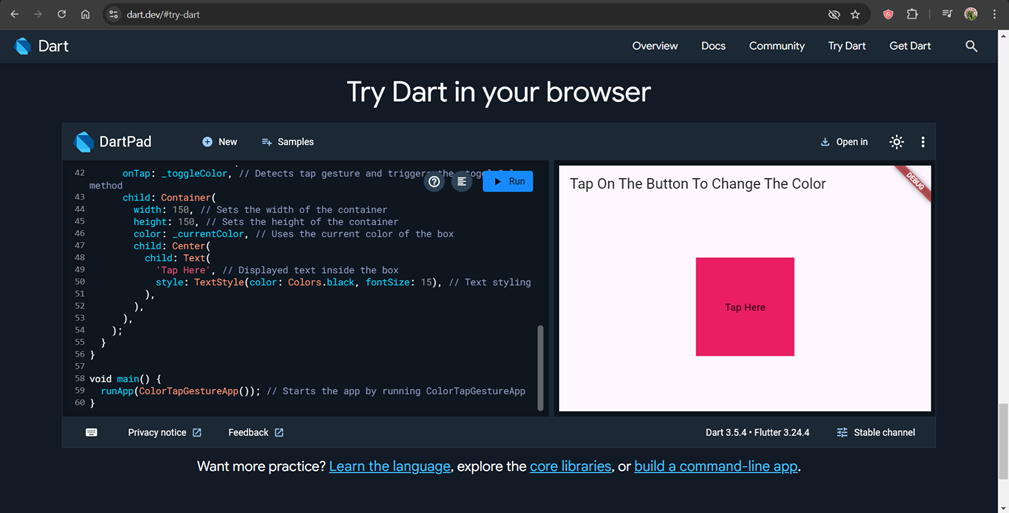 dart.dev/#try-dart
Dart
Overview Docs Community Try Dart Get Dart
Try Dart in your browser
DartPad New Samples Open in
42 onTap: _toggleColor, // Detects tap gesture and triggers the
method
Run
43 child: Container(
44 width: 150, // Sets the width of the container
45 height: 150, // Sets the height of the container
46 color: _currentColor, // Uses the current color of the box
47 child: Center(
48 child: Text(
49 'Tap Here', // Displayed text inside the box
50 style: TextStyle(color: Colors.black, fontSize: 15), // Text styling
51 ),
52 ),
53 ),
54 );
55 }
56 }
57
58 void main() {
59 runApp(ColorTapGestureApp()); // Starts the app by running ColorTapGestureApp
60 }
Tap On The Button To Change The Color
DEBUG
Tap Here
Privacy notice Feedback Dart 3.5.4 • Flutter 3.24.4 Stable channel
Want more practice? Learn the language, explore the core libraries, or build a command-line app.